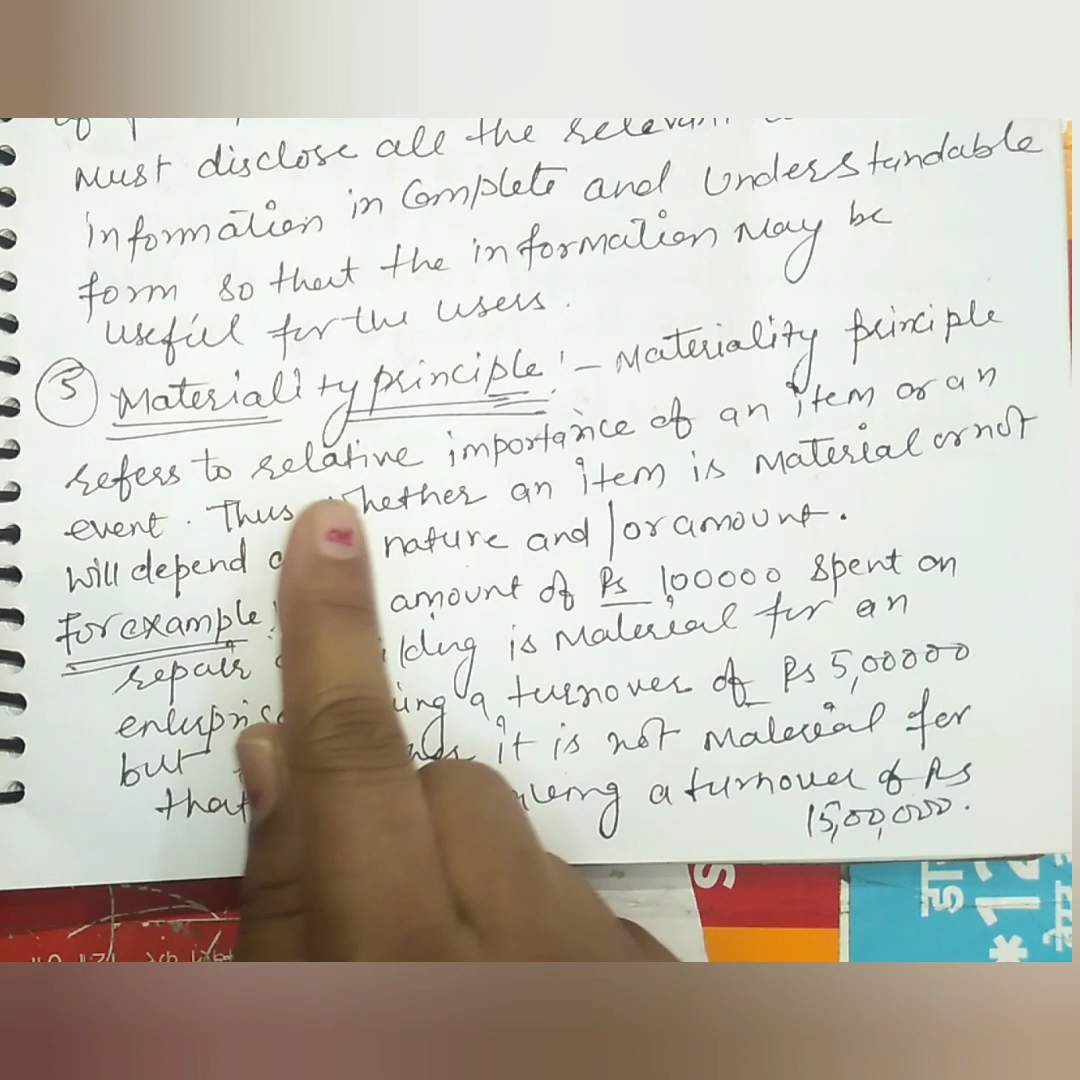 must disclose all the relevant
information in Complete and Understandable
form so that the information May be
useful for the users.
5 Materiality principle :- Materiality principle
refers to relative importance of an item or an
event. Thus whether an item is Material or not
will depend nature and/or amount.
For example: amount of Rs 100000 spent on
repair is Material for an
a turnover of Rs 5,00000
but it is not Material for
that a turnover of Rs
15,00,000.
S
*12